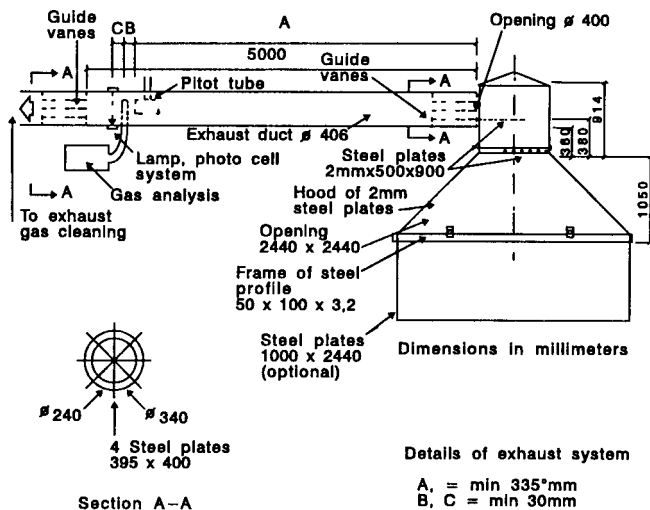 Guide
vanes
C B
A
5000
Opening ø 400
Guide
vanes
A
A
Pitot tube
Exhaust duct ø 406
Lamp, photo cell
system
Gas analysis
A
A
To exhaust
gas cleaning
Steel plates
2mmx500x900
380
380
914
1050
Hood of 2mm
steel plates
Opening
2440 x 2440
Frame of steel
profile
50 x 100 x 3,2
Steel plates
1000 x 2440
(optional)
Dimensions in millimeters
ø 240
ø 340
4 Steel plates
395 x 400
Section A-A
Details of exhaust system
A, = min 335°mm
B, C = min 30mm